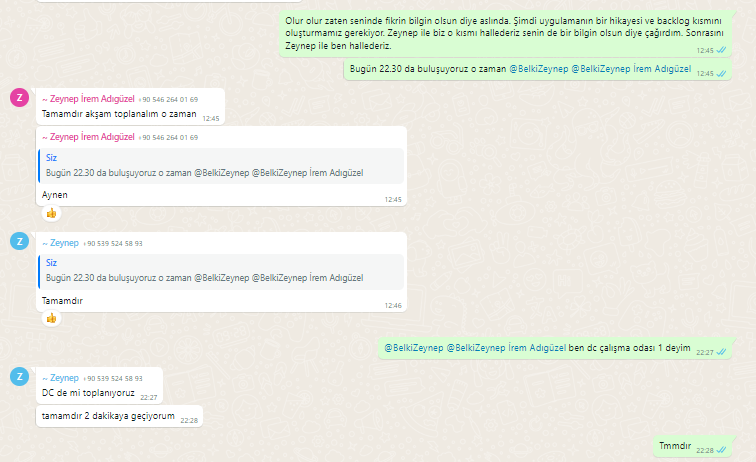 Olur olur zaten seninde fikrin bilgin olsun diye aslında. Şimdi uygulamanın bir hikayesi ve backlog kısmını
oluşturmamız gerekiyor. Zeynep ile biz o kısmı hallederiz senin de bir bilgin olsun diye çağırdım. Sonrasını
Zeynep ile ben hallederiz.
12:45
Bugün 22.30 da buluşuyoruz o zaman @BelkiZeynep @BelkiZeynep İrem Adıgüzel
12:45
Z
~ Zeynep İrem Adıgüzel +90 546 264 01 69
Tamamdır akşam toplanalım o zaman
12:45
~ Zeynep İrem Adıgüzel +90 546 264 01 69
Siz
Bugün 22.30 da buluşuyoruz o zaman @BelkiZeynep @BelkiZeynep İrem Adıgüzel
Aynen
12:45
Z
~ Zeynep +90 539 524 58 93
Siz
Bugün 22.30 da buluşuyoruz o zaman @BelkiZeynep @BelkiZeynep İrem Adıgüzel
Tamamdır
12:46
@BelkiZeynep @BelkiZeynep İrem Adıgüzel ben dc çalışma odası 1 deyim
22:27
Z
~ Zeynep +90 539 524 58 93
DC de mi toplanıyoruz
22:27
tamamdır 2 dakikaya geçiyorum
22:28
Tmmdır
22:28